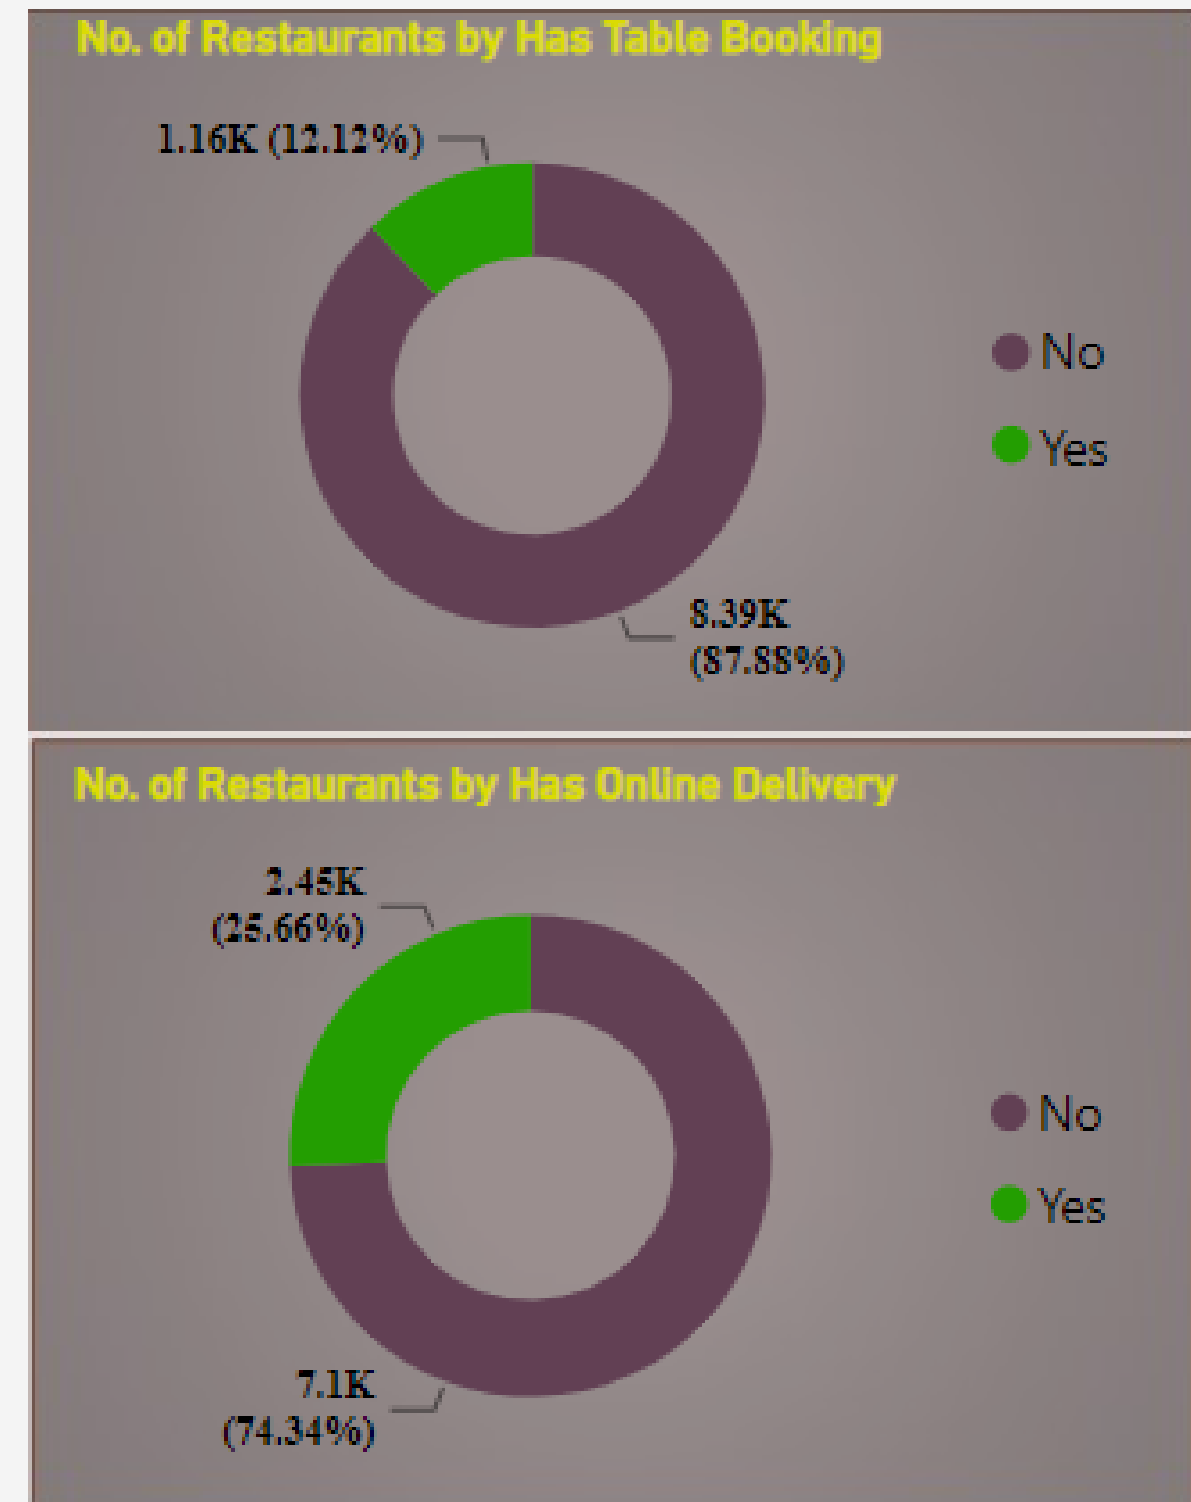 No. of Restaurants by Has Table Booking
1.16K (12.12%)
No
Yes
8.39K
(87.88%)
No. of Restaurants by Has Online Delivery
2.45K
(25.66%)
No
Yes
7.1K
(74.34%)